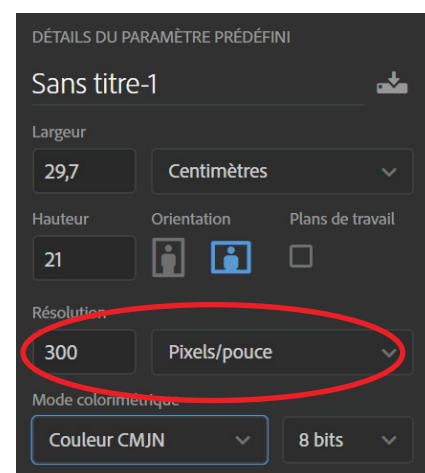 DÉTAILS DU PARAMÈTRE PRÉDÉFINI
Sans titre-1
Largeur
29,7 Centimètres
Hauteur Orientation Plans de travail
21
Résolution
300 Pixels/pouce
Mode colorimétrique
Couleur CMJN 8 bits